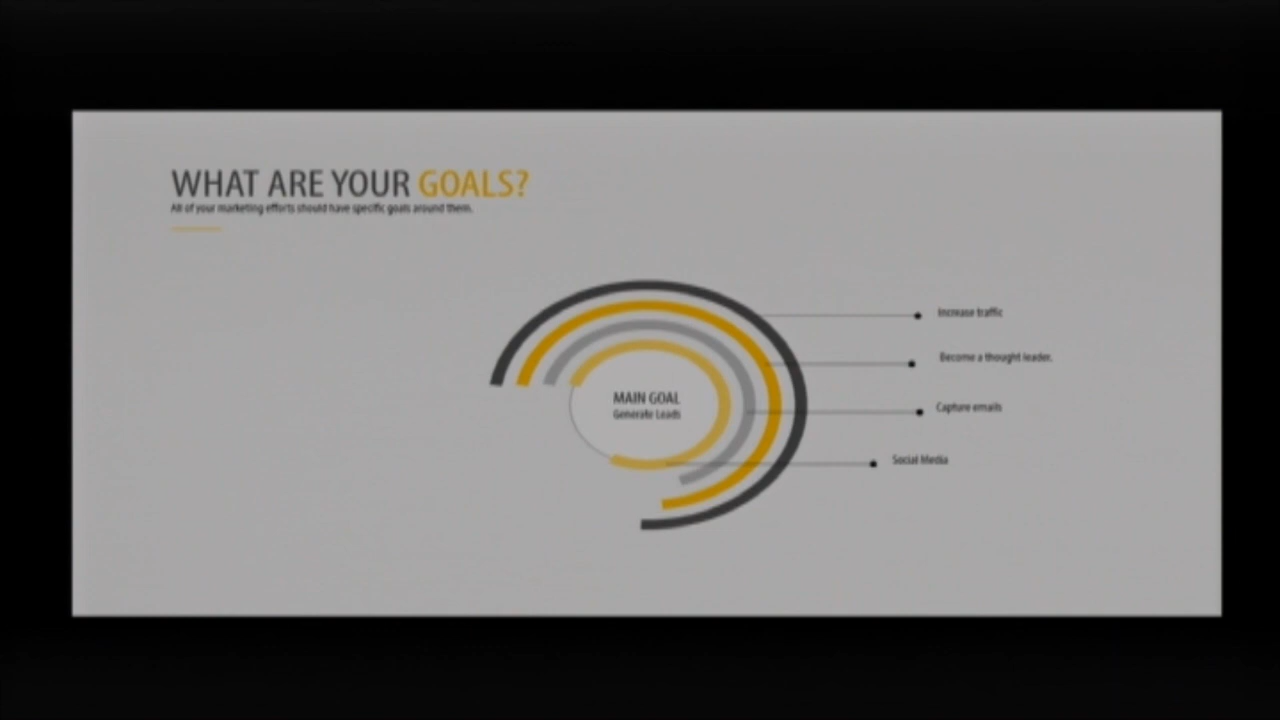 WHAT ARE YOUR GOALS?
All of your marketing efforts should have specific goals around them.
Increase traffic
Become a thought leader.
MAIN GOAL
Generate Leads
Capture emails
Social Media